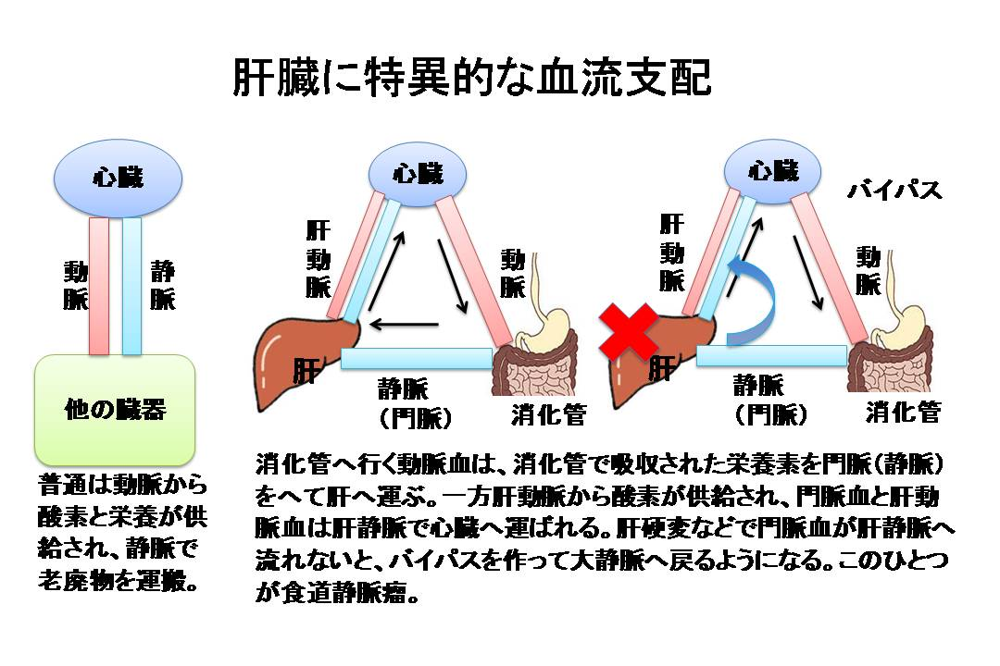 肝臓に特異的な血流支配
心臓
動脈
静脈
他の臓器
普通は動脈から
酸素と栄養が供
給され、静脈で
老廃物を運搬。
心臓
肝動脈
動脈
肝
静脈
（門脈）
消化管
心臓
バイパス
肝動脈
動脈
肝
静脈
（門脈）
消化管
消化管へ行く動脈血は、消化管で吸収された栄養素を門脈（静脈）
をへて肝へ運ぶ。一方肝動脈から酸素が供給され、門脈血と肝動
脈血は肝静脈で心臓へ運ばれる。肝硬変などで門脈血が肝静脈へ
流れないと、バイパスを作って大静脈へ戻るようになる。このひとつ
が食道静脈瘤。